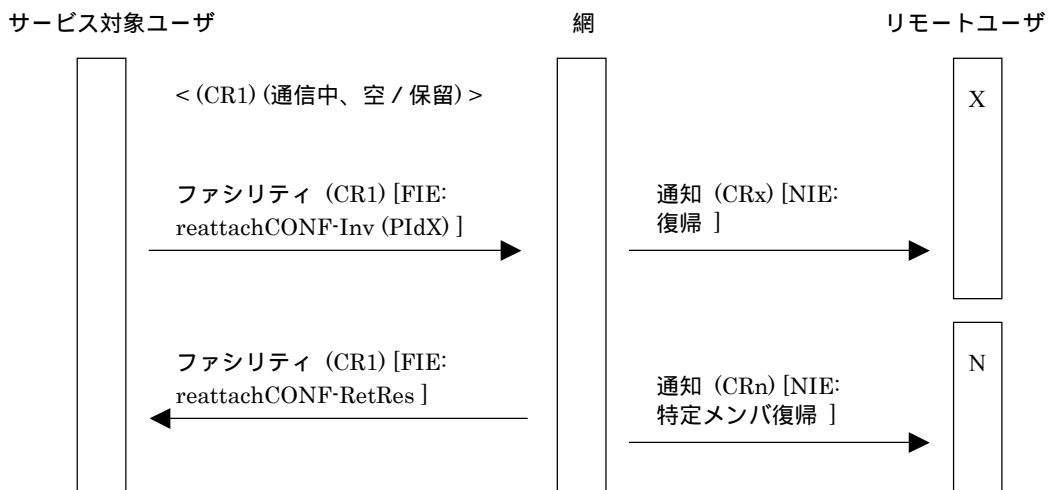 サービス対象ユーザ
網
リモートユーザ
< (CR1) (通信中、空 / 保留) >
X
ファシリティ (CR1) [FIE:
reattachCONF-Inv (PIdX) ]
通知 (CRx) [NIE:
復帰 ]
ファシリティ (CR1) [FIE:
reattachCONF-RetRes ]
N
通知 (CRn) [NIE:
特定メンバ復帰 ]